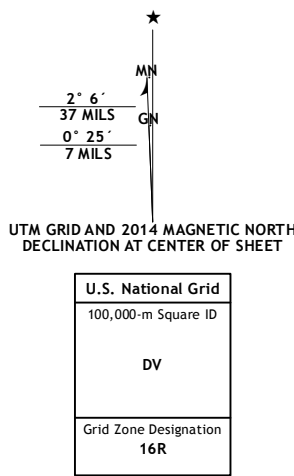 MN
2° 6´
37 MILS
GN
0° 25´
7 MILS
UTM GRID AND 2014 MAGNETIC NORTH
DECLINATION AT CENTER OF SHEET
U.S. National Grid
100,000-m Square ID
DV
Grid Zone Designation
16R